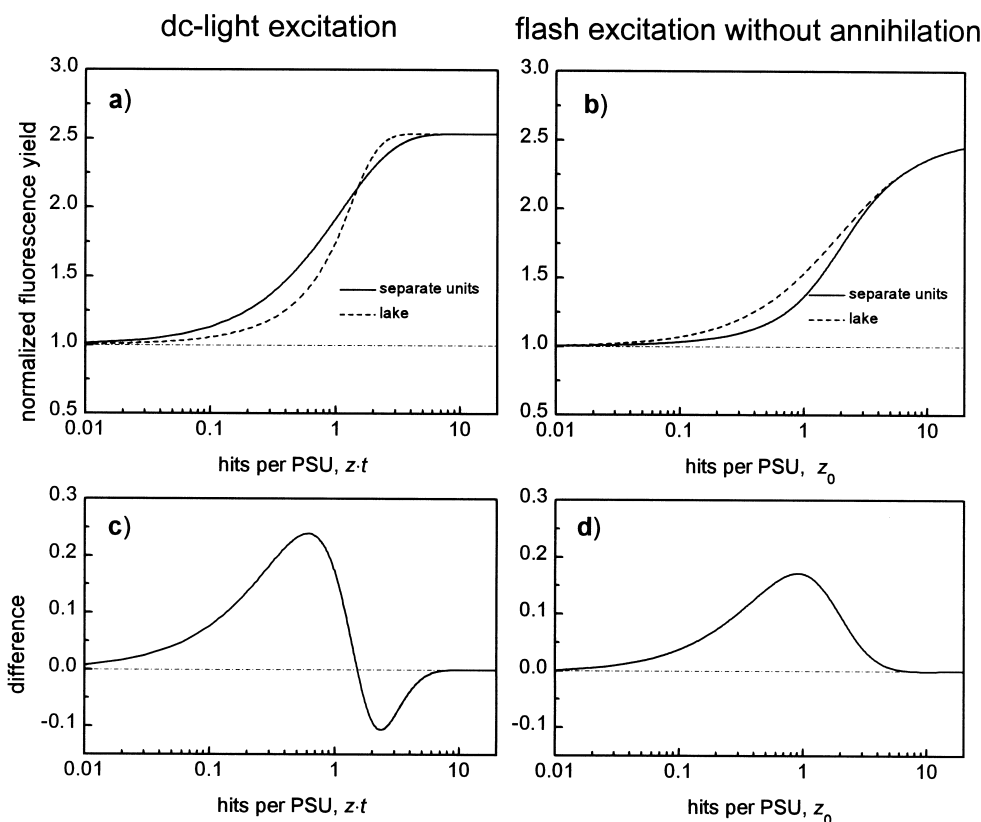 dc-light excitation
flash excitation without annihilation
a)
normalized fluorescence yield
3.0
2.5
2.0
1.5
1.0
0.5
separate units
lake
0.01 0.1 1 10
hits per PSU, z·t
b)
3.0
2.5
2.0
1.5
1.0
0.5
separate units
lake
0.01 0.1 1 10
hits per PSU, z0
c)
difference
0.3
0.2
0.1
0.0
-0.1
0.01 0.1 1 10
hits per PSU, z·t
d)
0.3
0.2
0.1
0.0
-0.1
0.01 0.1 1 10
hits per PSU, z0